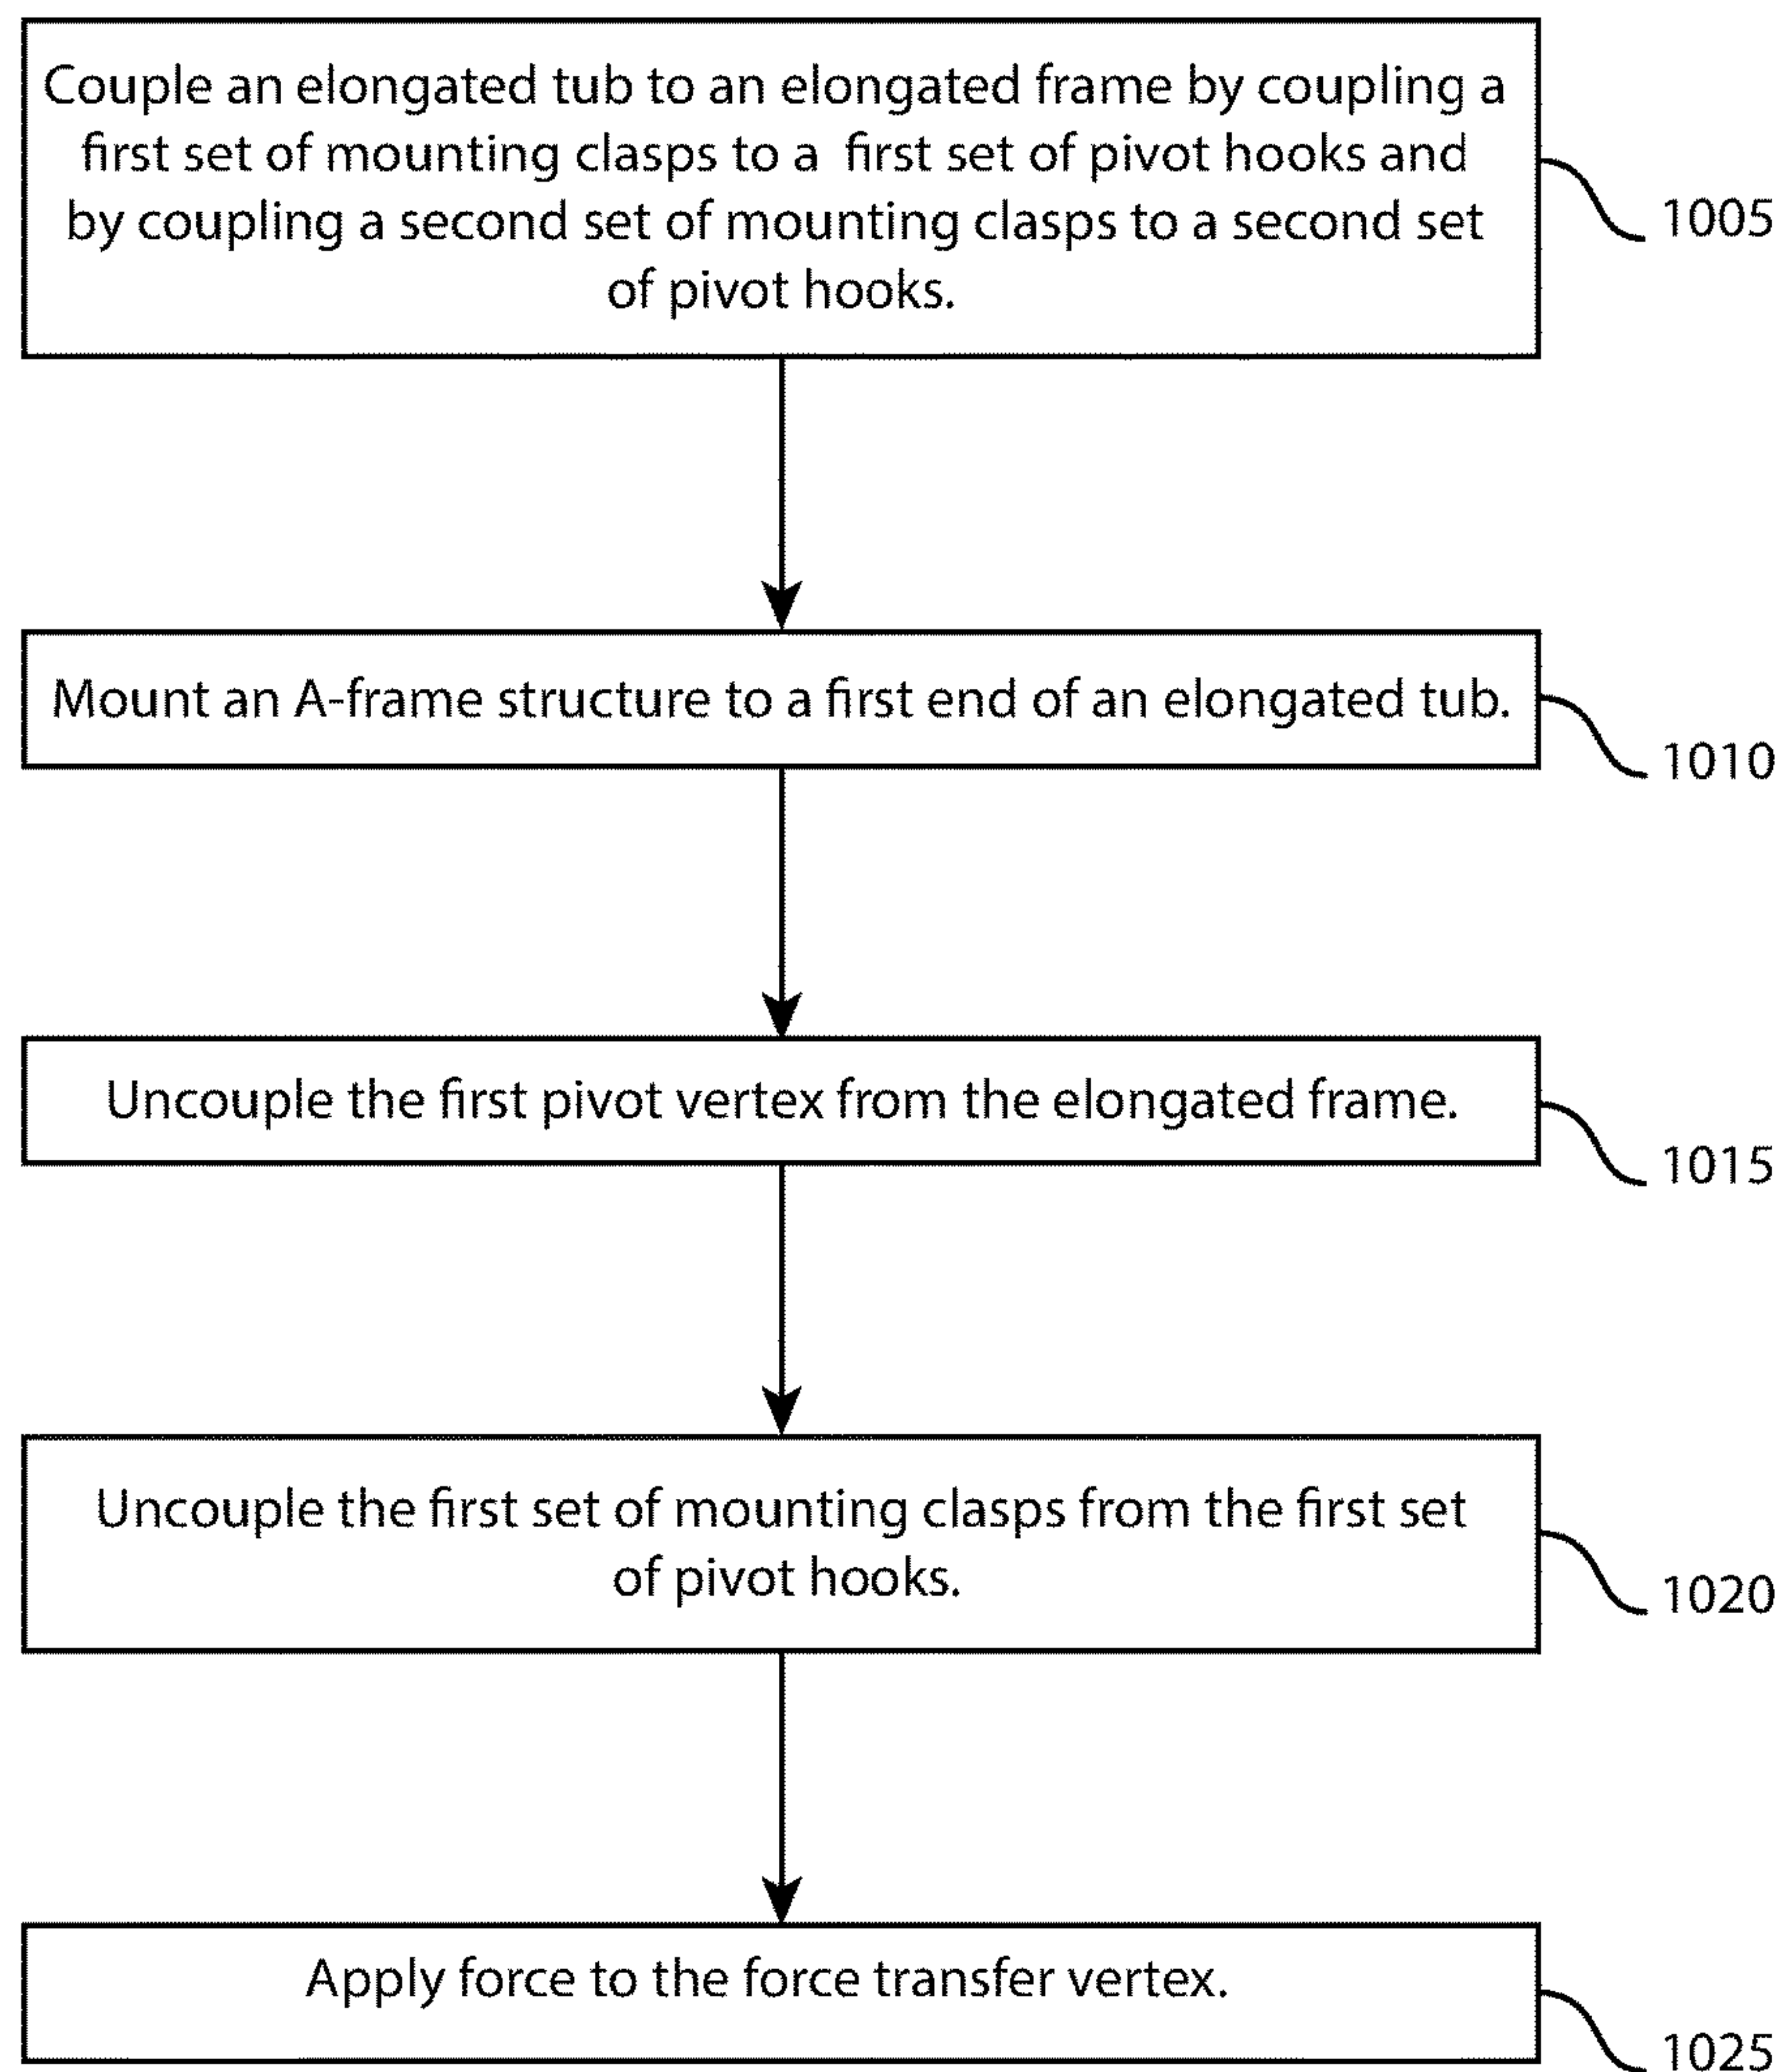 Couple an elongated tub to an elongated frame by coupling a
first set of mounting clasps to a first set of pivot hooks and
by coupling a second set of mounting clasps to a second set
of pivot hooks.
1005
Mount an A-frame structure to a first end of an elongated tub.
1010
Uncouple the first pivot vertex from the elongated frame.
1015
Uncouple the first set of mounting clasps from the first set
of pivot hooks.
1020
Apply force to the force transfer vertex.
1025